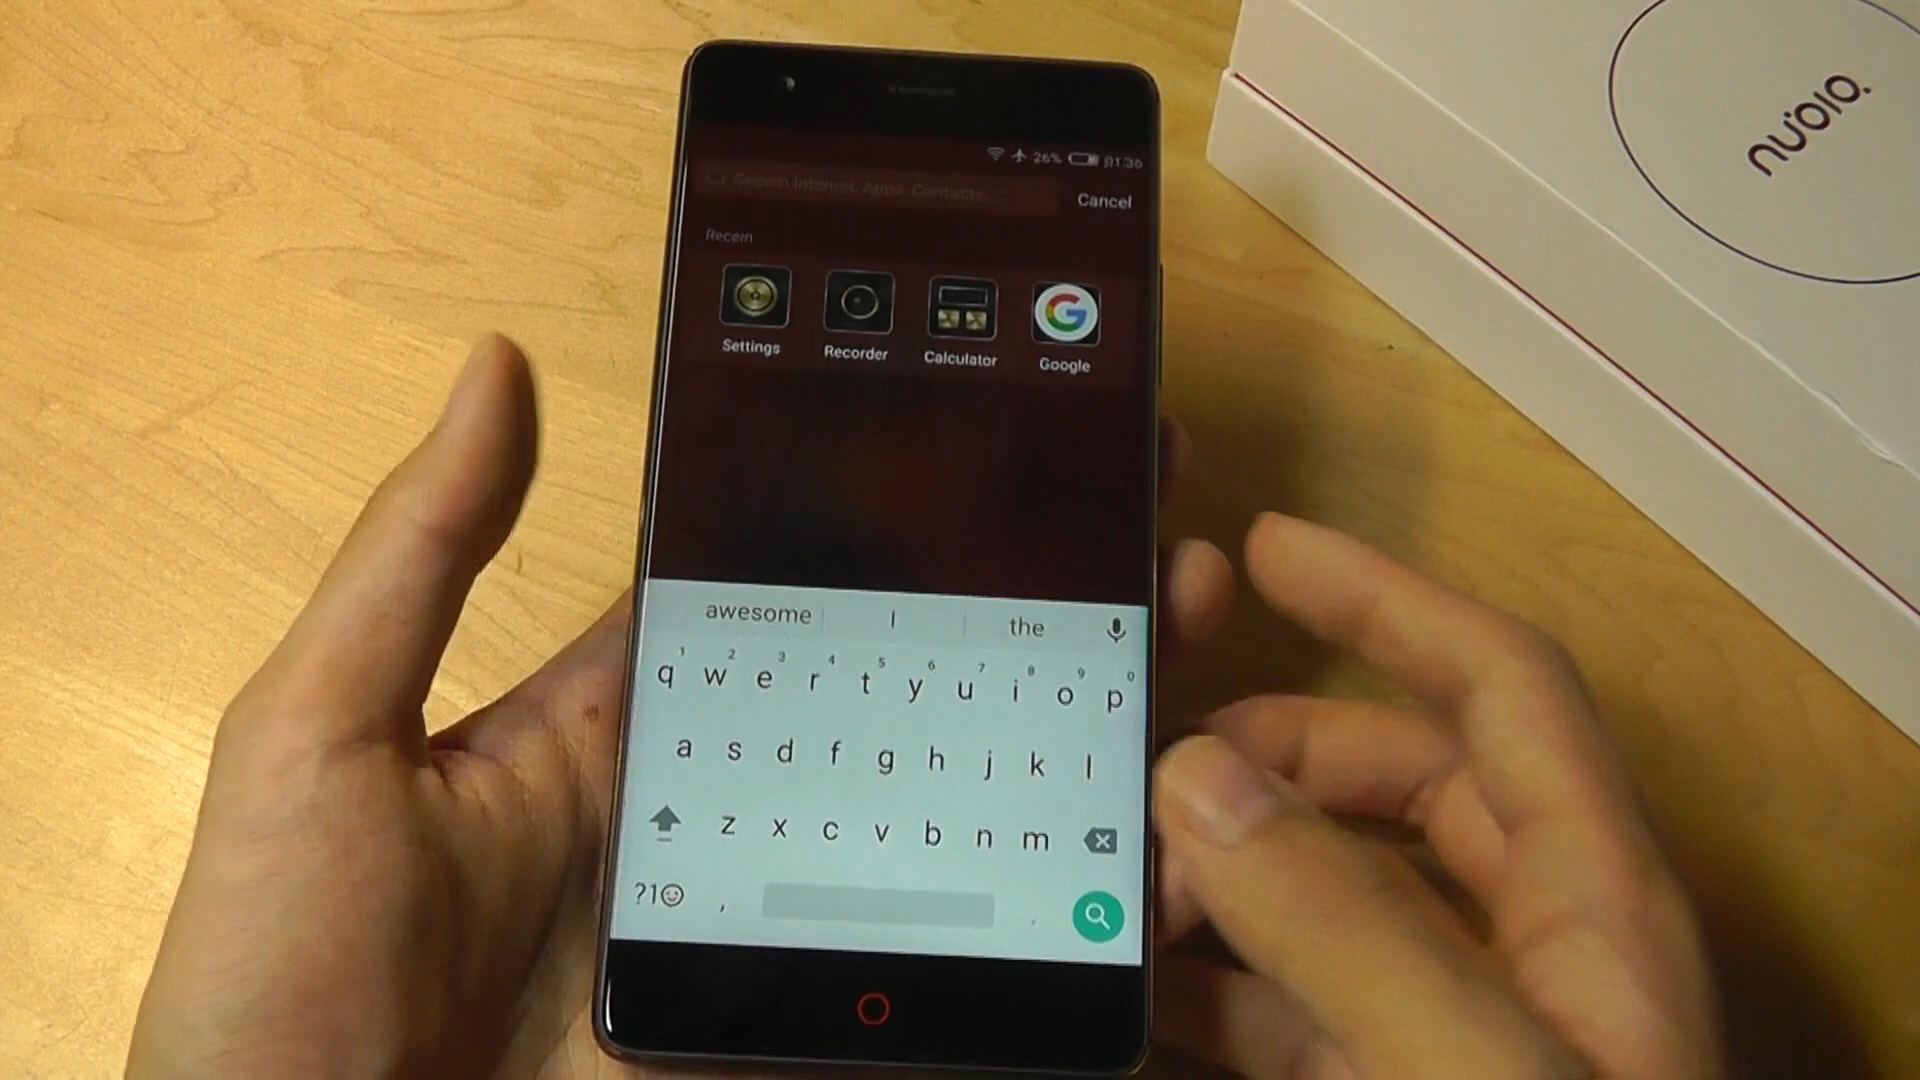 nubia.
26% 01:36
Search Internet, Apps, Contacts... Cancel
Recent
Settings Recorder Calculator Google
awesome I the
1 2 3 4 5 6 7 8 9 0
q w e r t y u i o p
a s d f g h j k l
z x c v b n m
?1☺ , .